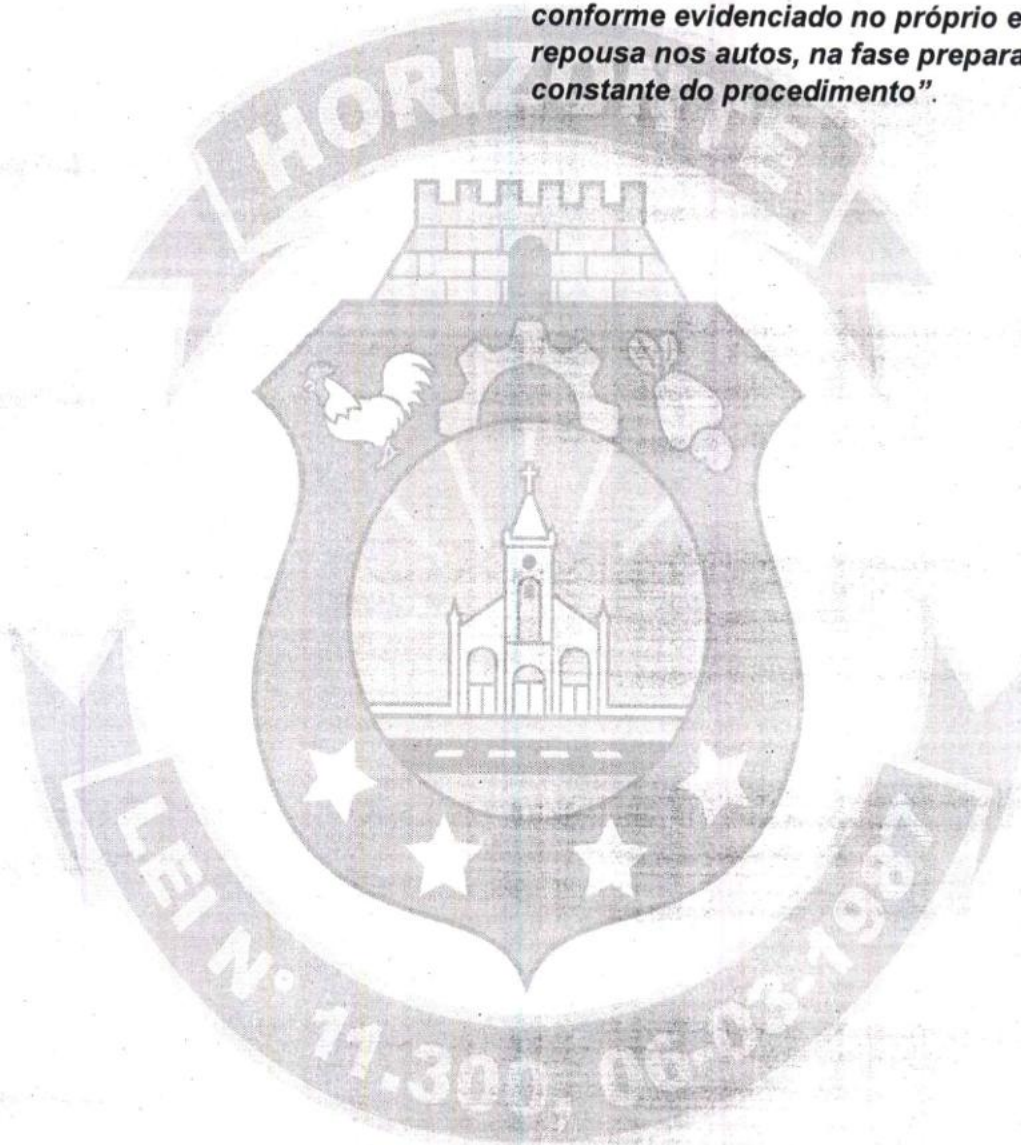 conforme evidenciado no próprio e
repousa nos autos, na fase prepara
constante do procedimento”.
HORIZONTE
LEI Nº 11.300, 06-03-1987